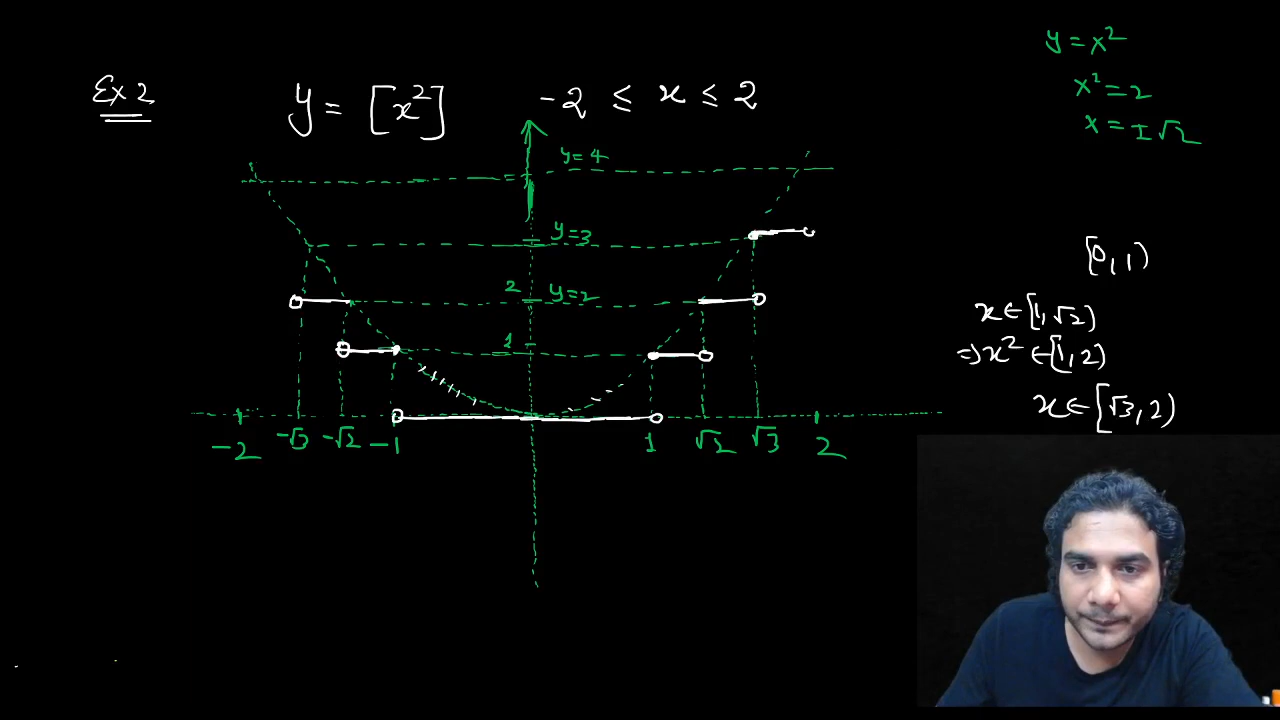 Ex 2
y = [x²]   -2 ≤ x ≤ 2
y = x²
x² = 2
x = ±√2
y=4
y=3
2 y=2
1
-2 -√3 -√2 -1 1 √2 √3 2
[0, 1)
x ∈ [1, √2)
⇒ x² ∈ [1, 2)
x ∈ [√3, 2)